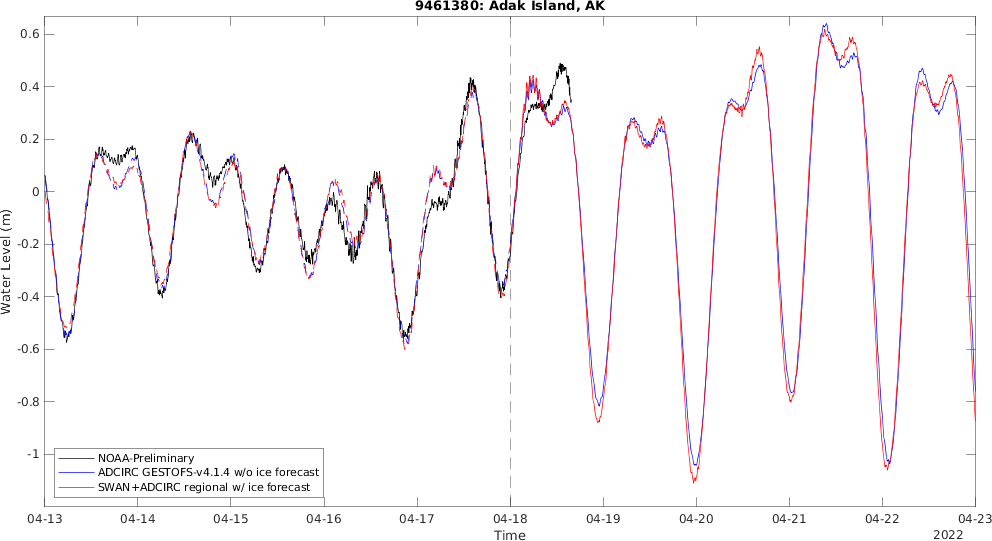 9461380: Adak Island, AK
Water Level (m)
0.6
0.4
0.2
0
-0.2
-0.4
-0.6
-0.8
-1
NOAA-Preliminary
ADCIRC GESTOFS-v4.1.4 w/o ice forecast
SWAN+ADCIRC regional w/ ice forecast
04-13 04-14 04-15 04-16 04-17 04-18 04-19 04-20 04-21 04-22 04-23
Time
2022